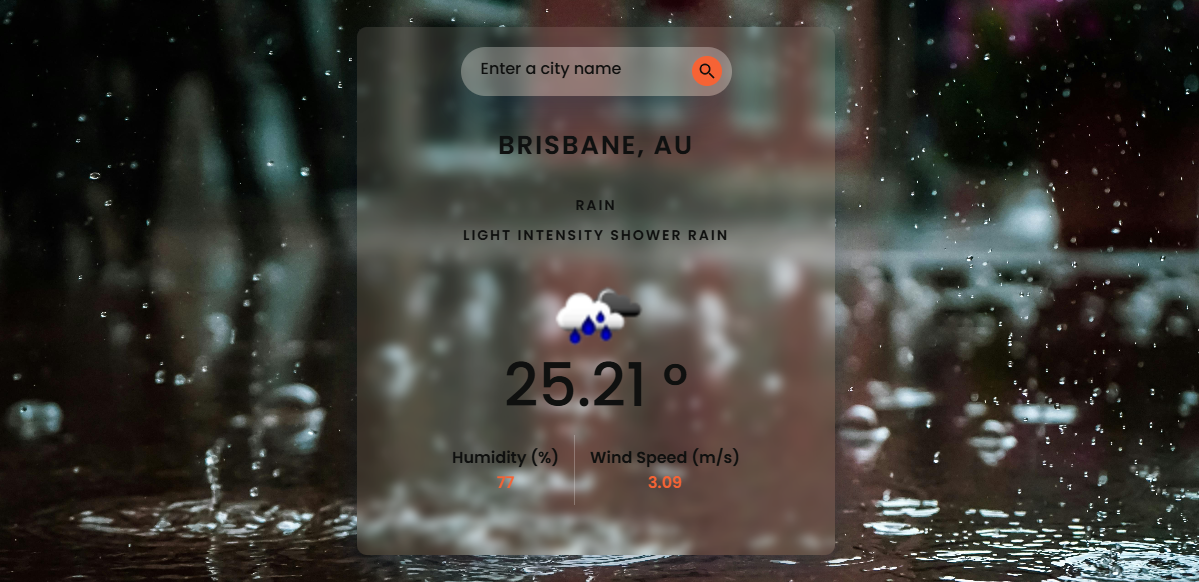 Enter a city name
BRISBANE, AU
RAIN
LIGHT INTENSITY SHOWER RAIN
25.21 °
Humidity (%)
77
Wind Speed (m/s)
3.09